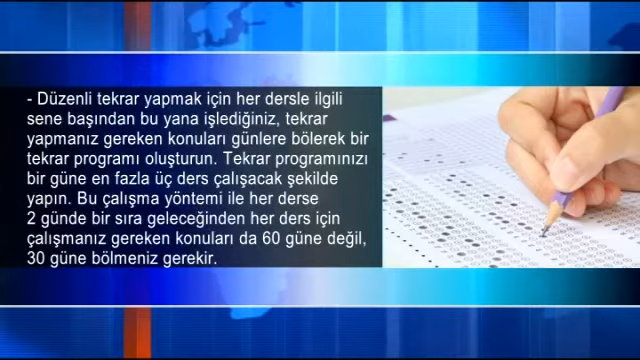 - Düzenli tekrar yapmak için her dersle ilgili
sene başından bu yana işlediğiniz, tekrar
yapmanız gereken konuları günlere bölerek bir
tekrar programı oluşturun. Tekrar programınızı
bir güne en fazla üç ders çalışacak şekilde
yapın. Bu çalışma yöntemi ile her derse
2 günde bir sıra geleceğinden her ders için
çalışmanız gereken konuları da 60 güne değil,
30 güne bölmeniz gerekir.